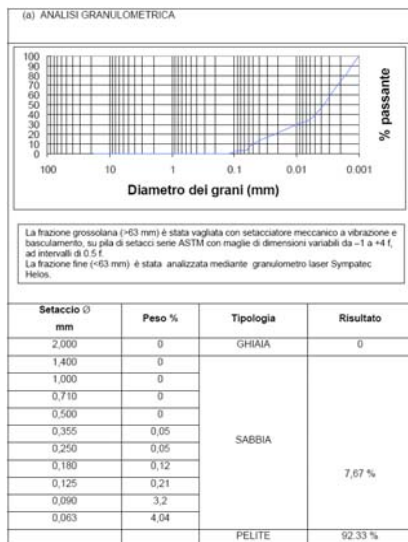 (a) ANALISI GRANULOMETRICA
100
90
80
70
60
50
40
30
20
10
0
100 10 1 0.1 0.01 0.001
% passante
Diametro dei grani (mm)
La frazione grossolana (>63 mm) è stata vagliata con setacciatore meccanico a vibrazione e
basculamento, su pila di setacci serie ASTM con maglie di dimensioni variabili da –1 a +4 f,
ad intervalli di 0.5 f.
La frazione fine (<63 mm) è stata analizzata mediante granulometro laser Sympatec
Helos.
Setaccio Ø mm Peso % Tipologia Risultato
2,000 0 GHIAIA 0
1,400 0
1,000 0
0,710 0
0,500 0
0,355 0,05
0,250 0,05
SABBIA
0,180 0,12
0,125 0,21
7,67 %
0,090 3,2
0,063 4,04
PELITE 92.33 %